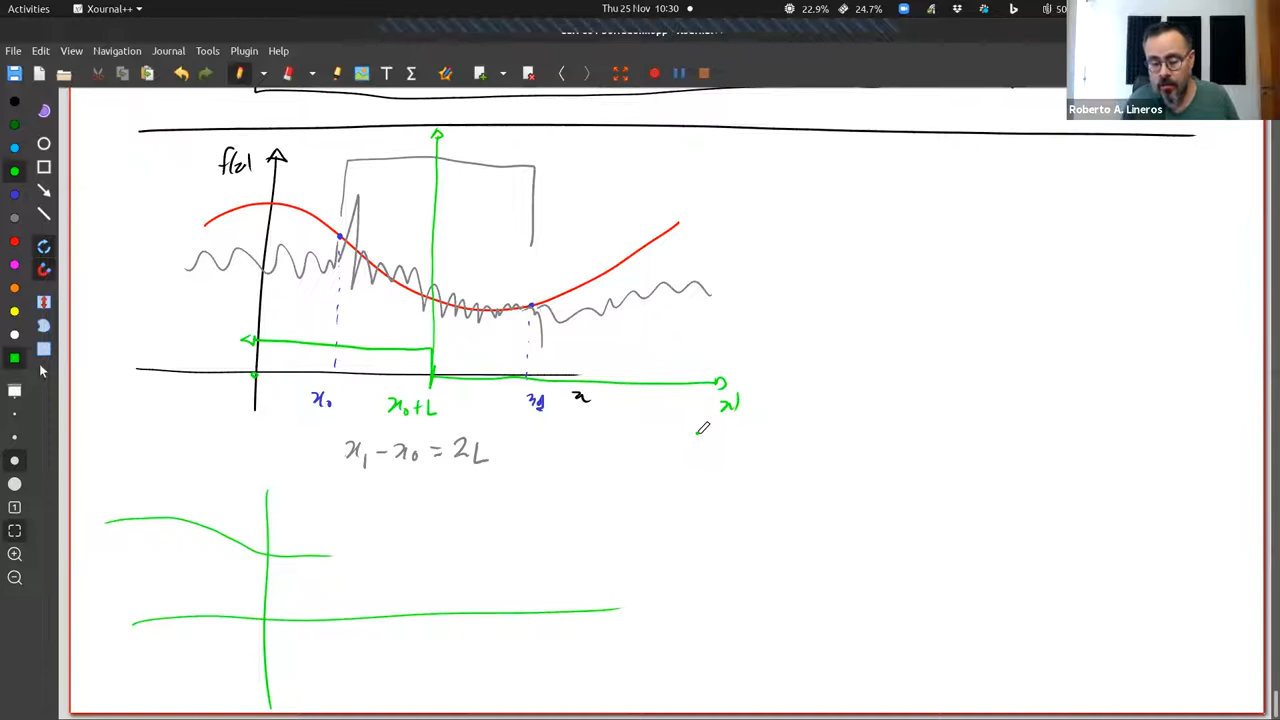 Activities
Xournal++
Thu 25 Nov 10:30
22.9%
24.7%
File Edit View Navigation Journal Tools Plugin Help
Roberto A. Lineros
f(x)
x₀
x₀+L
x₁
x
x'
x₁ - x₀ = 2L